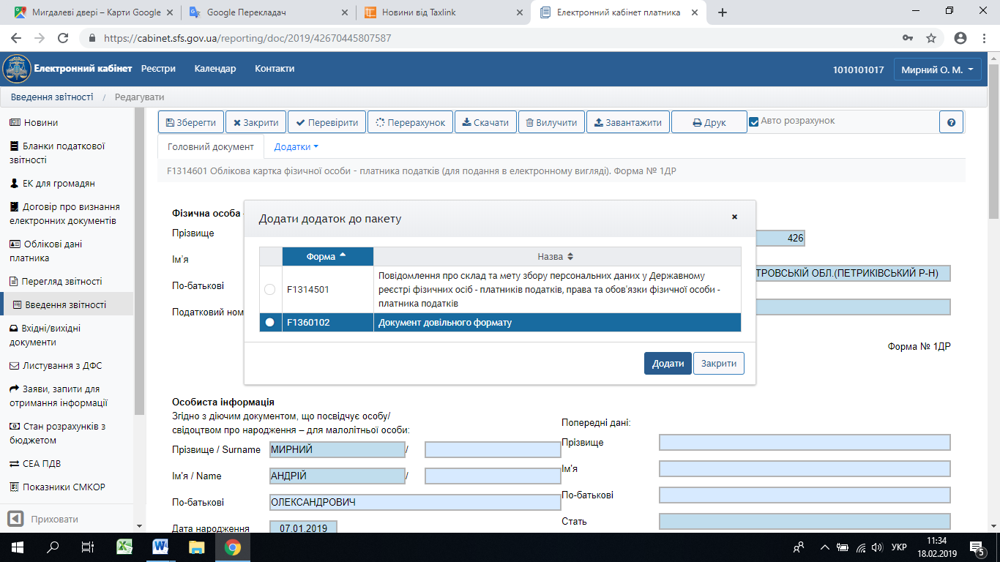 Мигдалеві двері – Карти Google
Google Перекладач
Новини від Taxlink
Електронний кабінет платника
https://cabinet.sfs.gov.ua/reporting/doc/2019/42670445807587
Електронний кабінет
Реєстри
Календар
Контакти
1010101017
Мирний О. М.
Введення звітності / Редагувати
Новини
Бланки податкової
звітності
ЕК для громадян
Договір про визнання
електронних документів
Облікові дані
платника
Перегляд звітності
Введення звітності
Вхідні/вихідні
документи
Листування з ДФС
Заяви, запити для
отримання інформації
Стан розрахунків з
бюджетом
СЕА ПДВ
Показники СМКОР
Приховати
Зберегти
Закрити
Перевірити
Перерахунок
Скачати
Вилучити
Завантажити
Друк
Авто розрахунок
Головний документ
Додатки
F1314601 Облікова картка фізичної особи - платника податків (для подання в електронному вигляді). Форма № 1ДР
Фізична особа
Прізвище
Ім’я
По-батькові
Податковий ном
426
ТРОВСЬКІЙ ОБЛ.(ПЕТРИКІВСЬКИЙ Р-Н)
Форма № 1ДР
Додати додаток до пакету
Форма
Назва
F1314501
Повідомлення про склад та мету збору персональних даних у Державному
реєстрі фізичних осіб - платників податків, права та обов'язки фізичної особи -
платника податків
F1360102
Документ довільного формату
Додати
Закрити
Особиста інформація
Згідно з діючим документом, що посвідчує особу/
свідоцтвом про народження – для малолітньої особи:
Прізвище / Surname
МИРНИЙ
/
Ім’я / Name
АНДРІЙ
/
По-батькові
ОЛЕКСАНДРОВИЧ
Дата народження
07.01.2019
Попередні дані:
Прізвище
Ім’я
По-батькові
Стать
УКР
11:34
18.02.2019
5